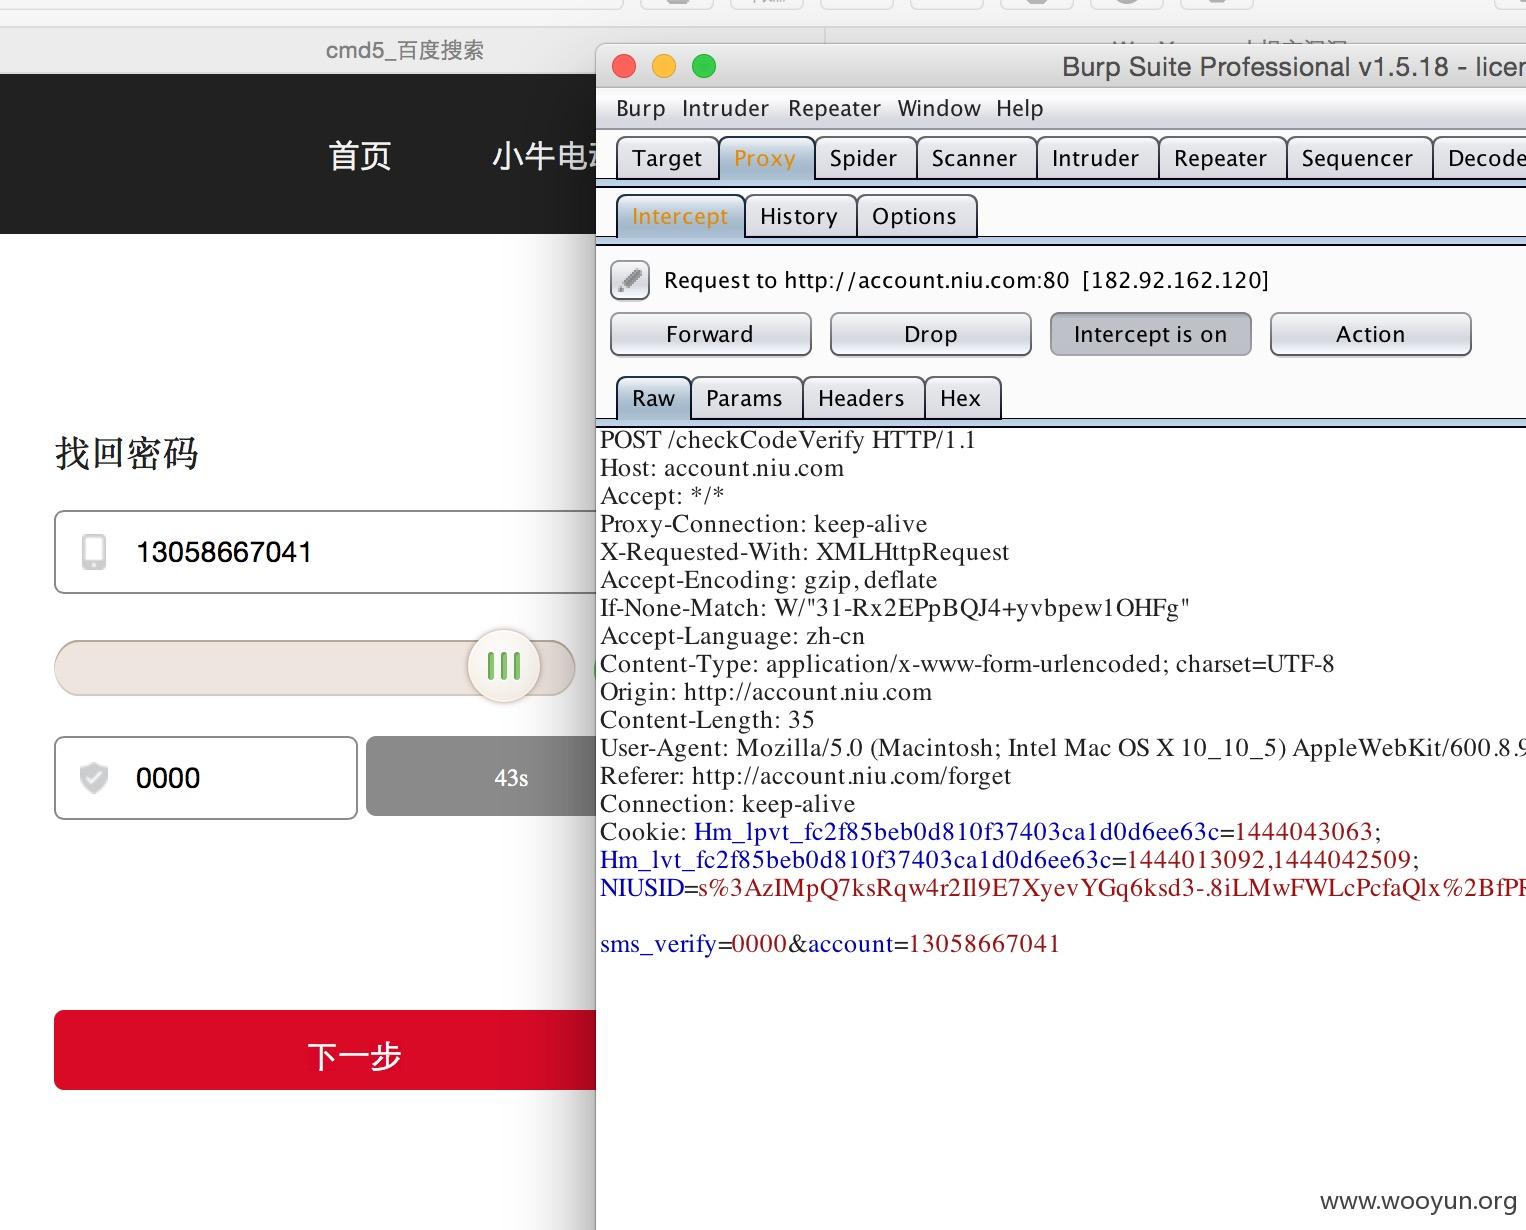 cmd5_百度搜索
首页
小牛电
找回密码
13058667041
0000
43s
下一步
Burp Suite Professional v1.5.18 - licen
Burp Intruder Repeater Window Help
Target Proxy Spider Scanner Intruder Repeater Sequencer Decode
Intercept History Options
Request to http://account.niu.com:80 [182.92.162.120]
Forward Drop Intercept is on Action
Raw Params Headers Hex
POST /checkCodeVerify HTTP/1.1
Host: account.niu.com
Accept: */*
Proxy-Connection: keep-alive
X-Requested-With: XMLHttpRequest
Accept-Encoding: gzip, deflate
If-None-Match: W/"31-Rx2EPpBQJ4+yvbpew1OHFg"
Accept-Language: zh-cn
Content-Type: application/x-www-form-urlencoded; charset=UTF-8
Origin: http://account.niu.com
Content-Length: 35
User-Agent: Mozilla/5.0 (Macintosh; Intel Mac OS X 10_10_5) AppleWebKit/600.8.9
Referer: http://account.niu.com/forget
Connection: keep-alive
Cookie: Hm_lpvt_fc2f85beb0d810f37403ca1d0d6ee63c=1444043063;
Hm_lvt_fc2f85beb0d810f37403ca1d0d6ee63c=1444013092,1444042509;
NIUSID=s%3AzIMpQ7ksRqw4r2Il9E7XyevYGq6ksd3-.8iLMwFWLcPcfaQlx%2BfPR
sms_verify=0000&account=13058667041
www.wooyun.org